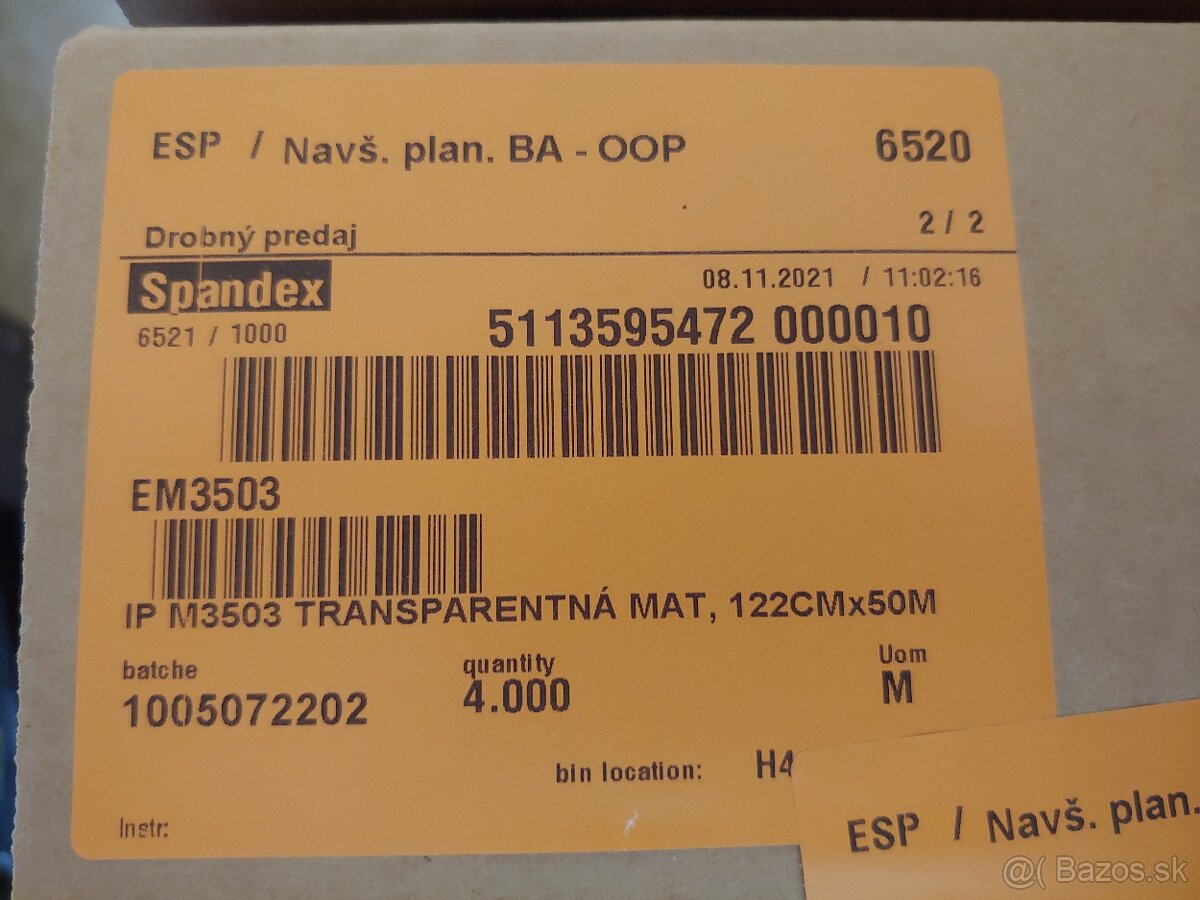 ESP / Navš. plan. BA - OOP 6520
Drobný predaj 2 / 2
Spandex 08.11.2021 / 11:02:16
6521 / 1000 5113595472 000010
EM3503
IP M3503 TRANSPARENTNÁ MAT, 122CMx50M
batche quantity Uom
1005072202 4.000 M
bin location: H4
Instr:
ESP / Navš. plan.
@( Bazos.sk